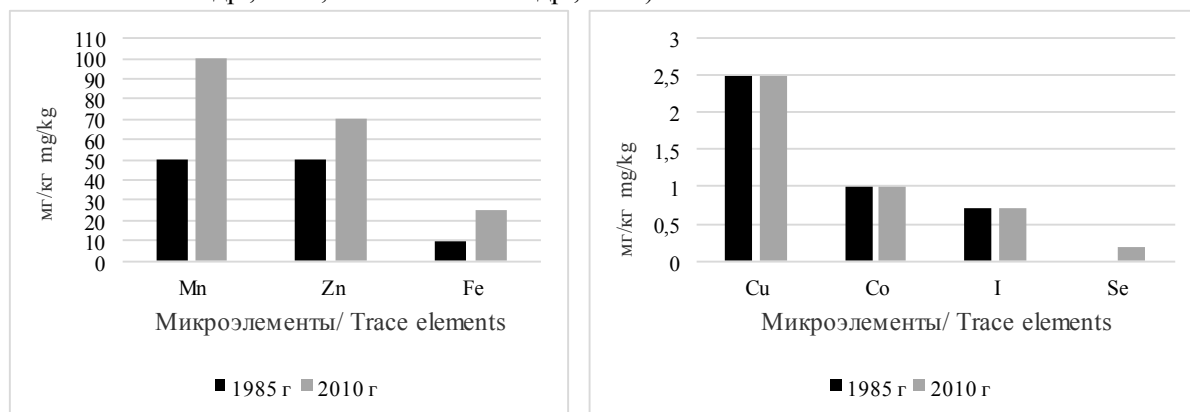 др, др, )
110
100
90
80
70
60
50
40
30
20
10
0
мг/кг mg/kg
Mn Zn Fe
Микроэлементы/ Trace elements
1985 г 2010 г
3
2,5
2
1,5
1
0,5
0
мг/кг mg/kg
Cu Co I Se
Микроэлементы/ Trace elements
1985 г 2010 г